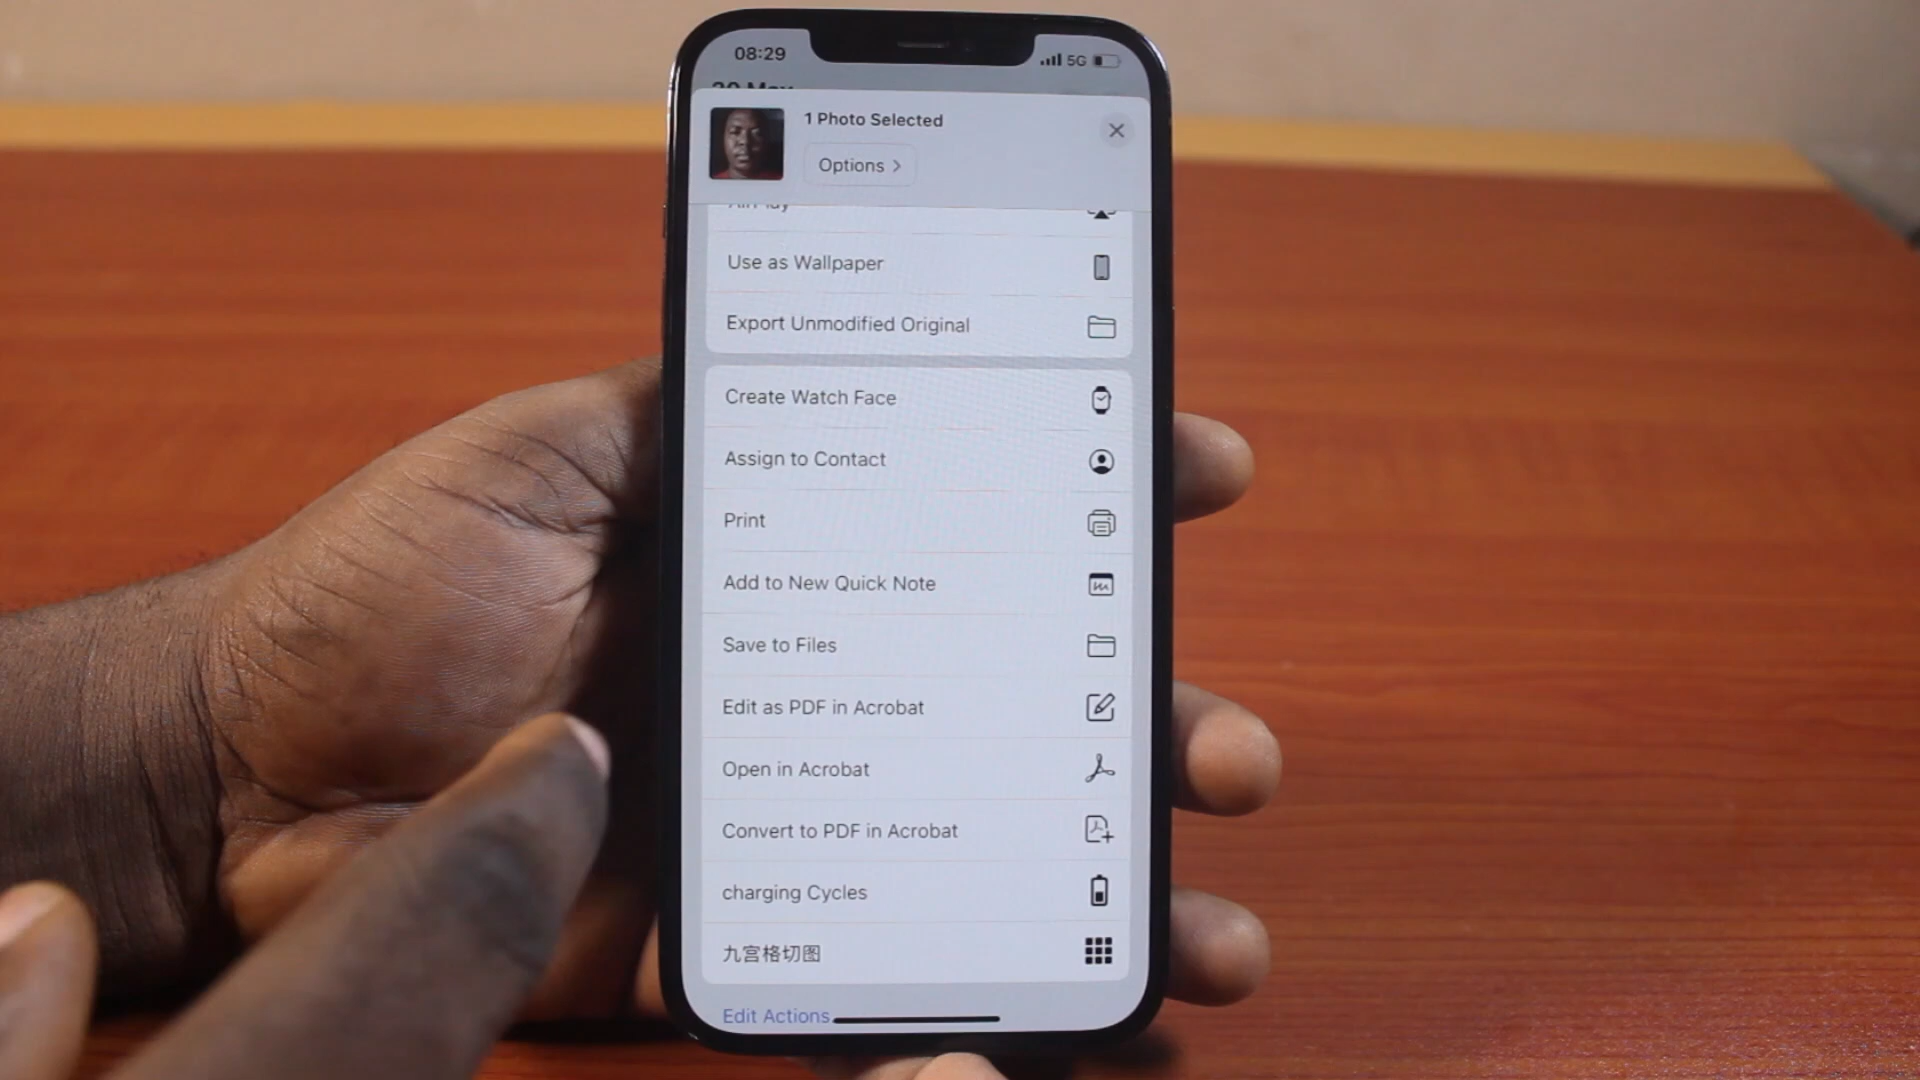 08:29
5G
1 Photo Selected
Options >
AirPlay
Use as Wallpaper
Export Unmodified Original
Create Watch Face
Assign to Contact
Print
Add to New Quick Note
Save to Files
Edit as PDF in Acrobat
Open in Acrobat
Convert to PDF in Acrobat
charging Cycles
九宫格切图
Edit Actions